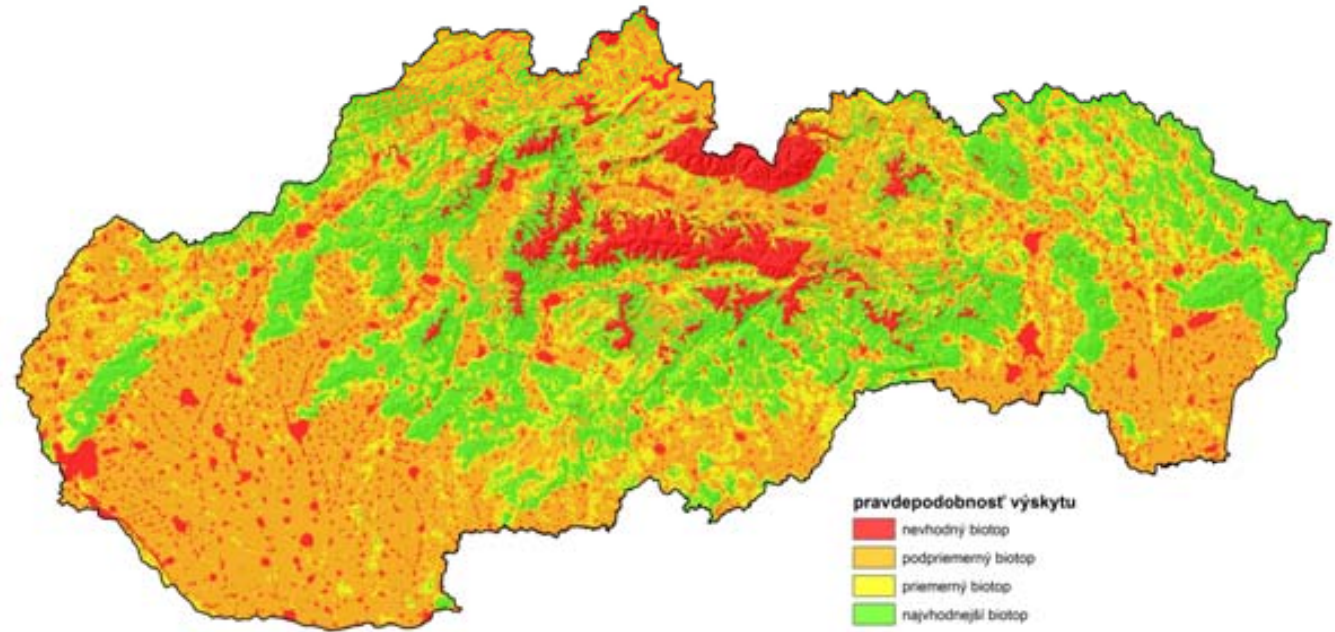 pravdepodobnosť výskytu
nevhodný biotop
podpriemerný biotop
priemerný biotop
najvhodnejší biotop